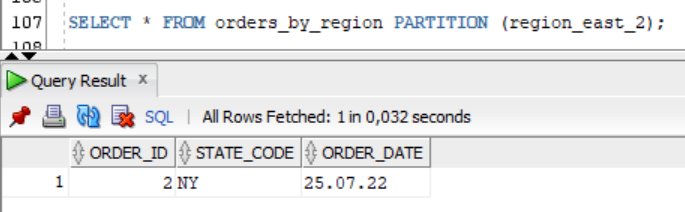 107 SELECT * FROM orders_by_region PARTITION (region_east_2);
108
Query Result x
SQL | All Rows Fetched: 1 in 0,032 seconds
ORDER_ID STATE_CODE ORDER_DATE
1 2 NY 25.07.22